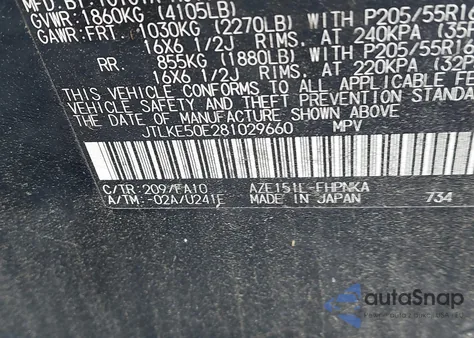 GVWR: 1860KG (4105LB)
GAWR: FRT. 1030KG (2270LB) P205/55R16
16X6 1/2J RIMS, AT 240KPA (35P
RR. 855KG (1880LB) P205/55R16
16X6 1/2J RIMS, AT 220KPA (32P
THIS VEHICLE CONFORMS TO ALL APPLICABLE FE
VEHICLE SAFETY AND THEFT PREVENTION STANDA
THE DATE OF MANUFACTURE SHOWN ABOVE.
JTLKE50E281029660 MPV
C/TR: 209/FA10 AZE151L-FHPNKA
A/TM: -02A/U241E MADE IN JAPAN 734
autoSnap